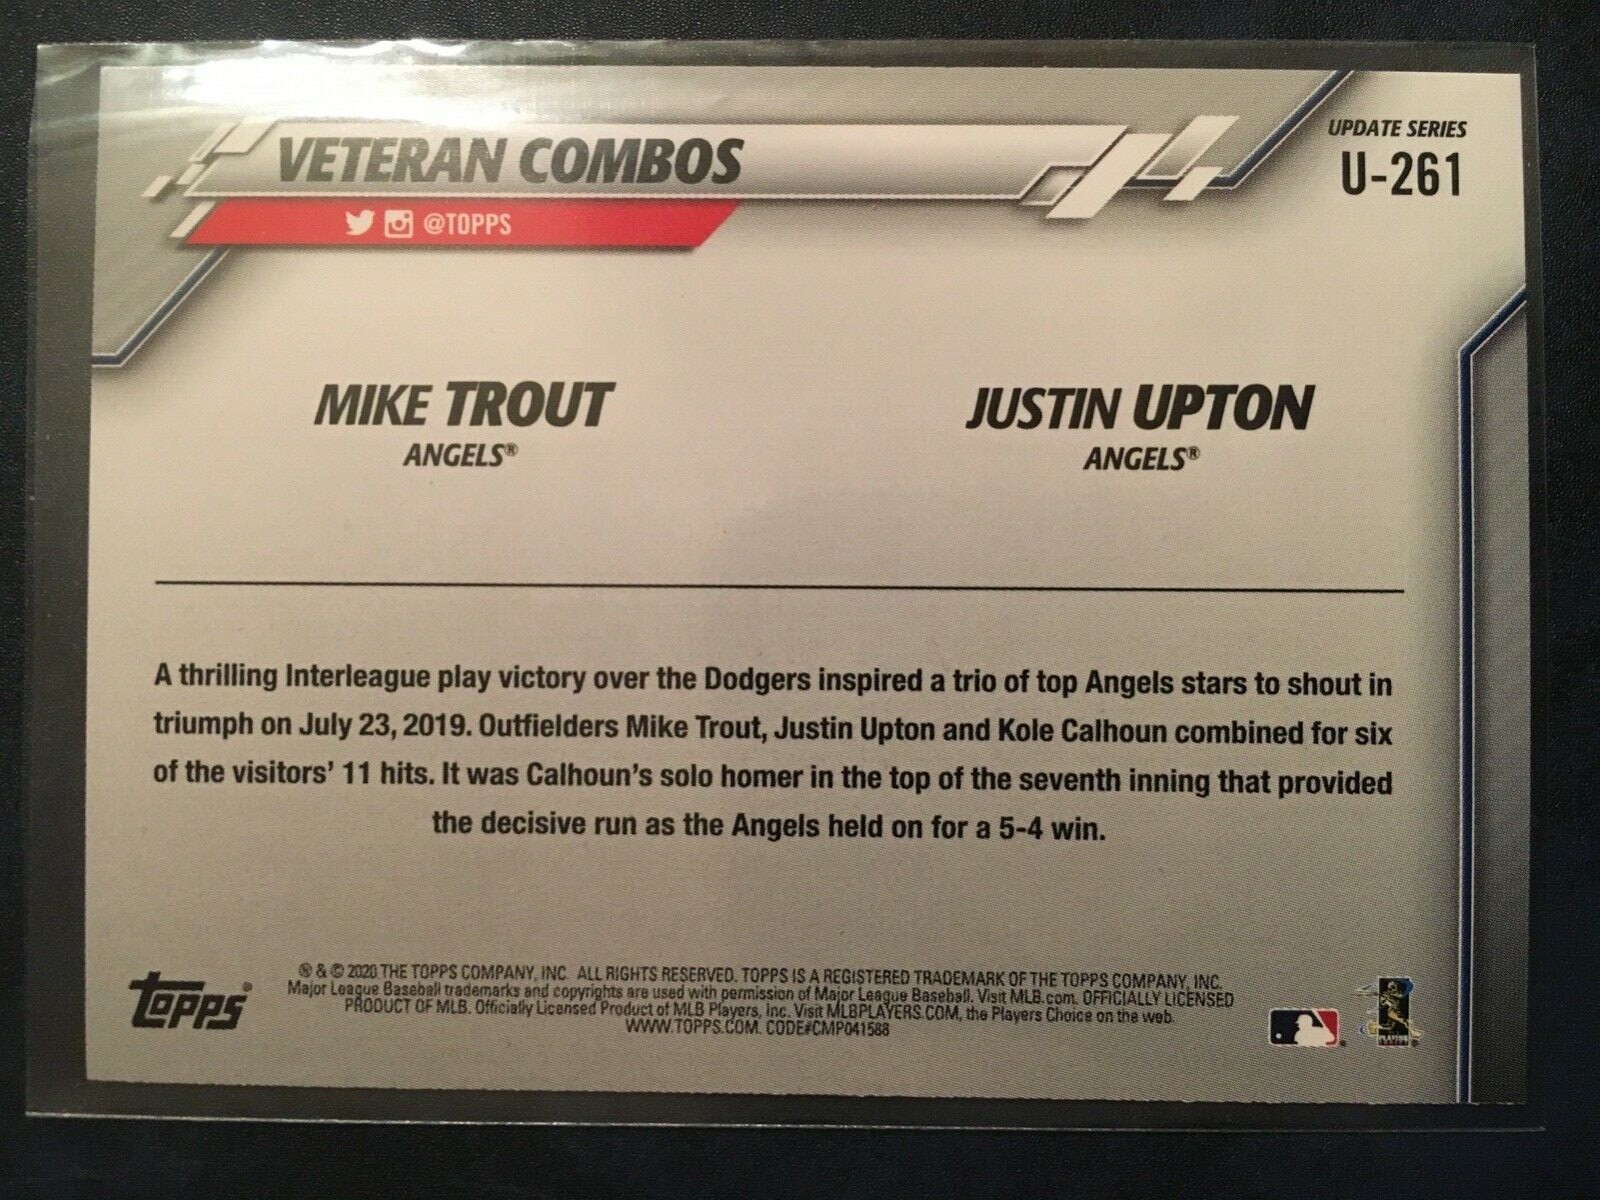 VETERAN COMBOS
UPDATE SERIES
U-261
@TOPPS
MIKE TROUT
ANGELS®
JUSTIN UPTON
ANGELS®
A thrilling Interleague play victory over the Dodgers inspired a trio of top Angels stars to shout in
triumph on July 23, 2019. Outfielders Mike Trout, Justin Upton and Kole Calhoun combined for six
of the visitors' 11 hits. It was Calhoun's solo homer in the top of the seventh inning that provided
the decisive run as the Angels held on for a 5-4 win.
topps®
® & © 2020 THE TOPPS COMPANY, INC. ALL RIGHTS RESERVED. TOPPS IS A REGISTERED TRADEMARK OF THE TOPPS COMPANY, INC.
Major League Baseball trademarks and copyrights are used with permission of Major League Baseball. Visit MLB.com. OFFICIALLY LICENSED
PRODUCT OF MLB. Officially Licensed Product of MLB Players, Inc. Visit MLBPLAYERS.COM, the Players Choice on the web.
WWW.TOPPS.COM. CODE#CMP041588